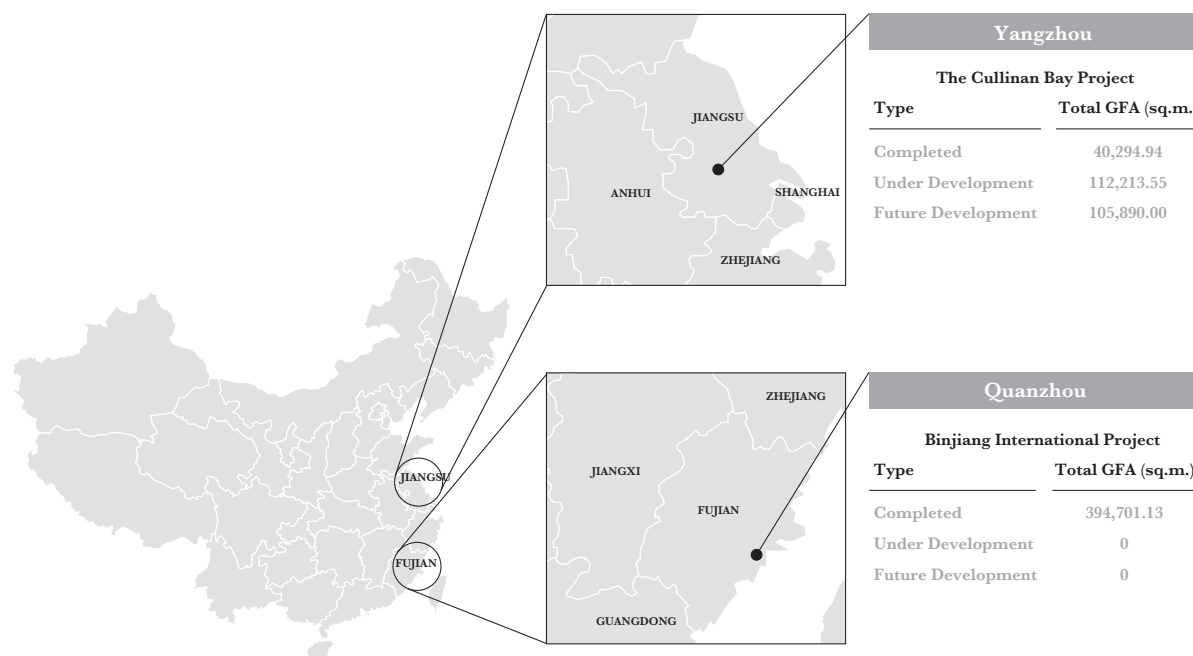 Yangzhou
The Cullinan Bay Project
Type Total GFA (sq.m.
Completed 40,294.94
Under Development 112,213.55
Future Development 105,890.00
JIANGSU
ANHUI
SHANGHAI
ZHEJIANG
JIANGSU
FUJIAN
ZHEJIANG
JIANGXI
FUJIAN
GUANGDONG
Quanzhou
Binjiang International Project
Type Total GFA (sq.m.)
Completed 394,701.13
Under Development 0
Future Development 0